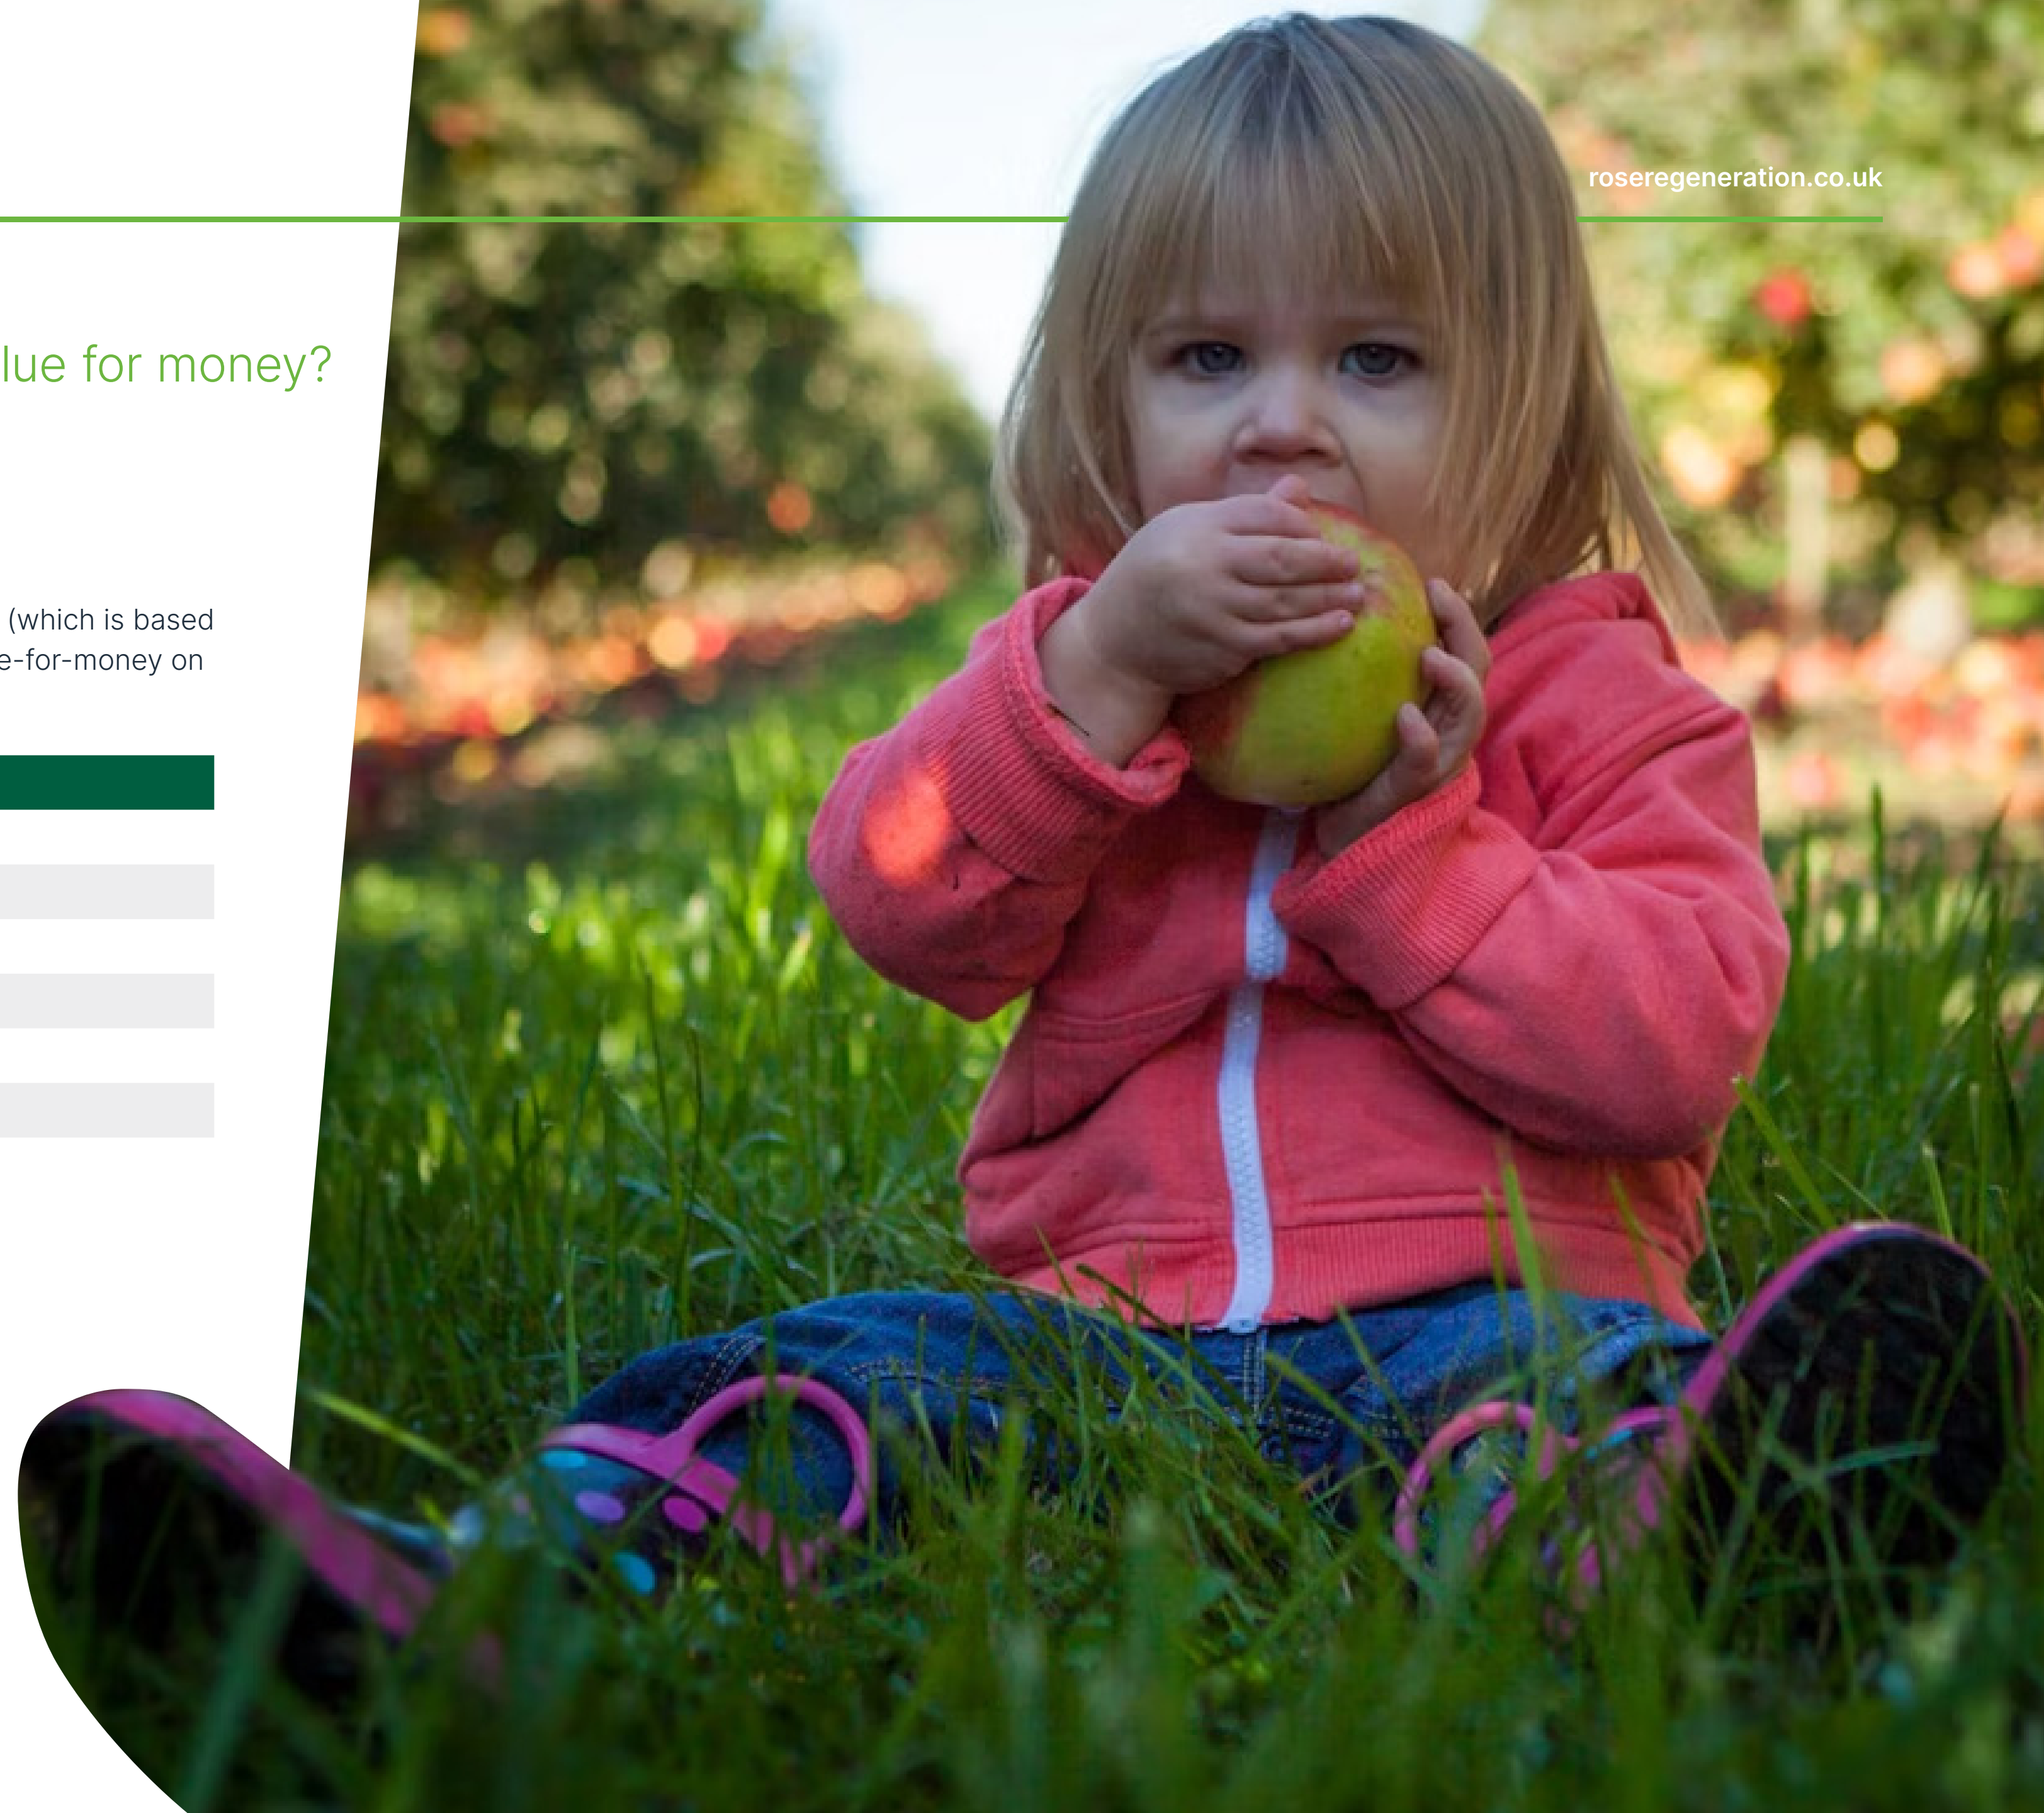 roseregeneration.co.uk
lue for money?
(which is based
e-for-money on